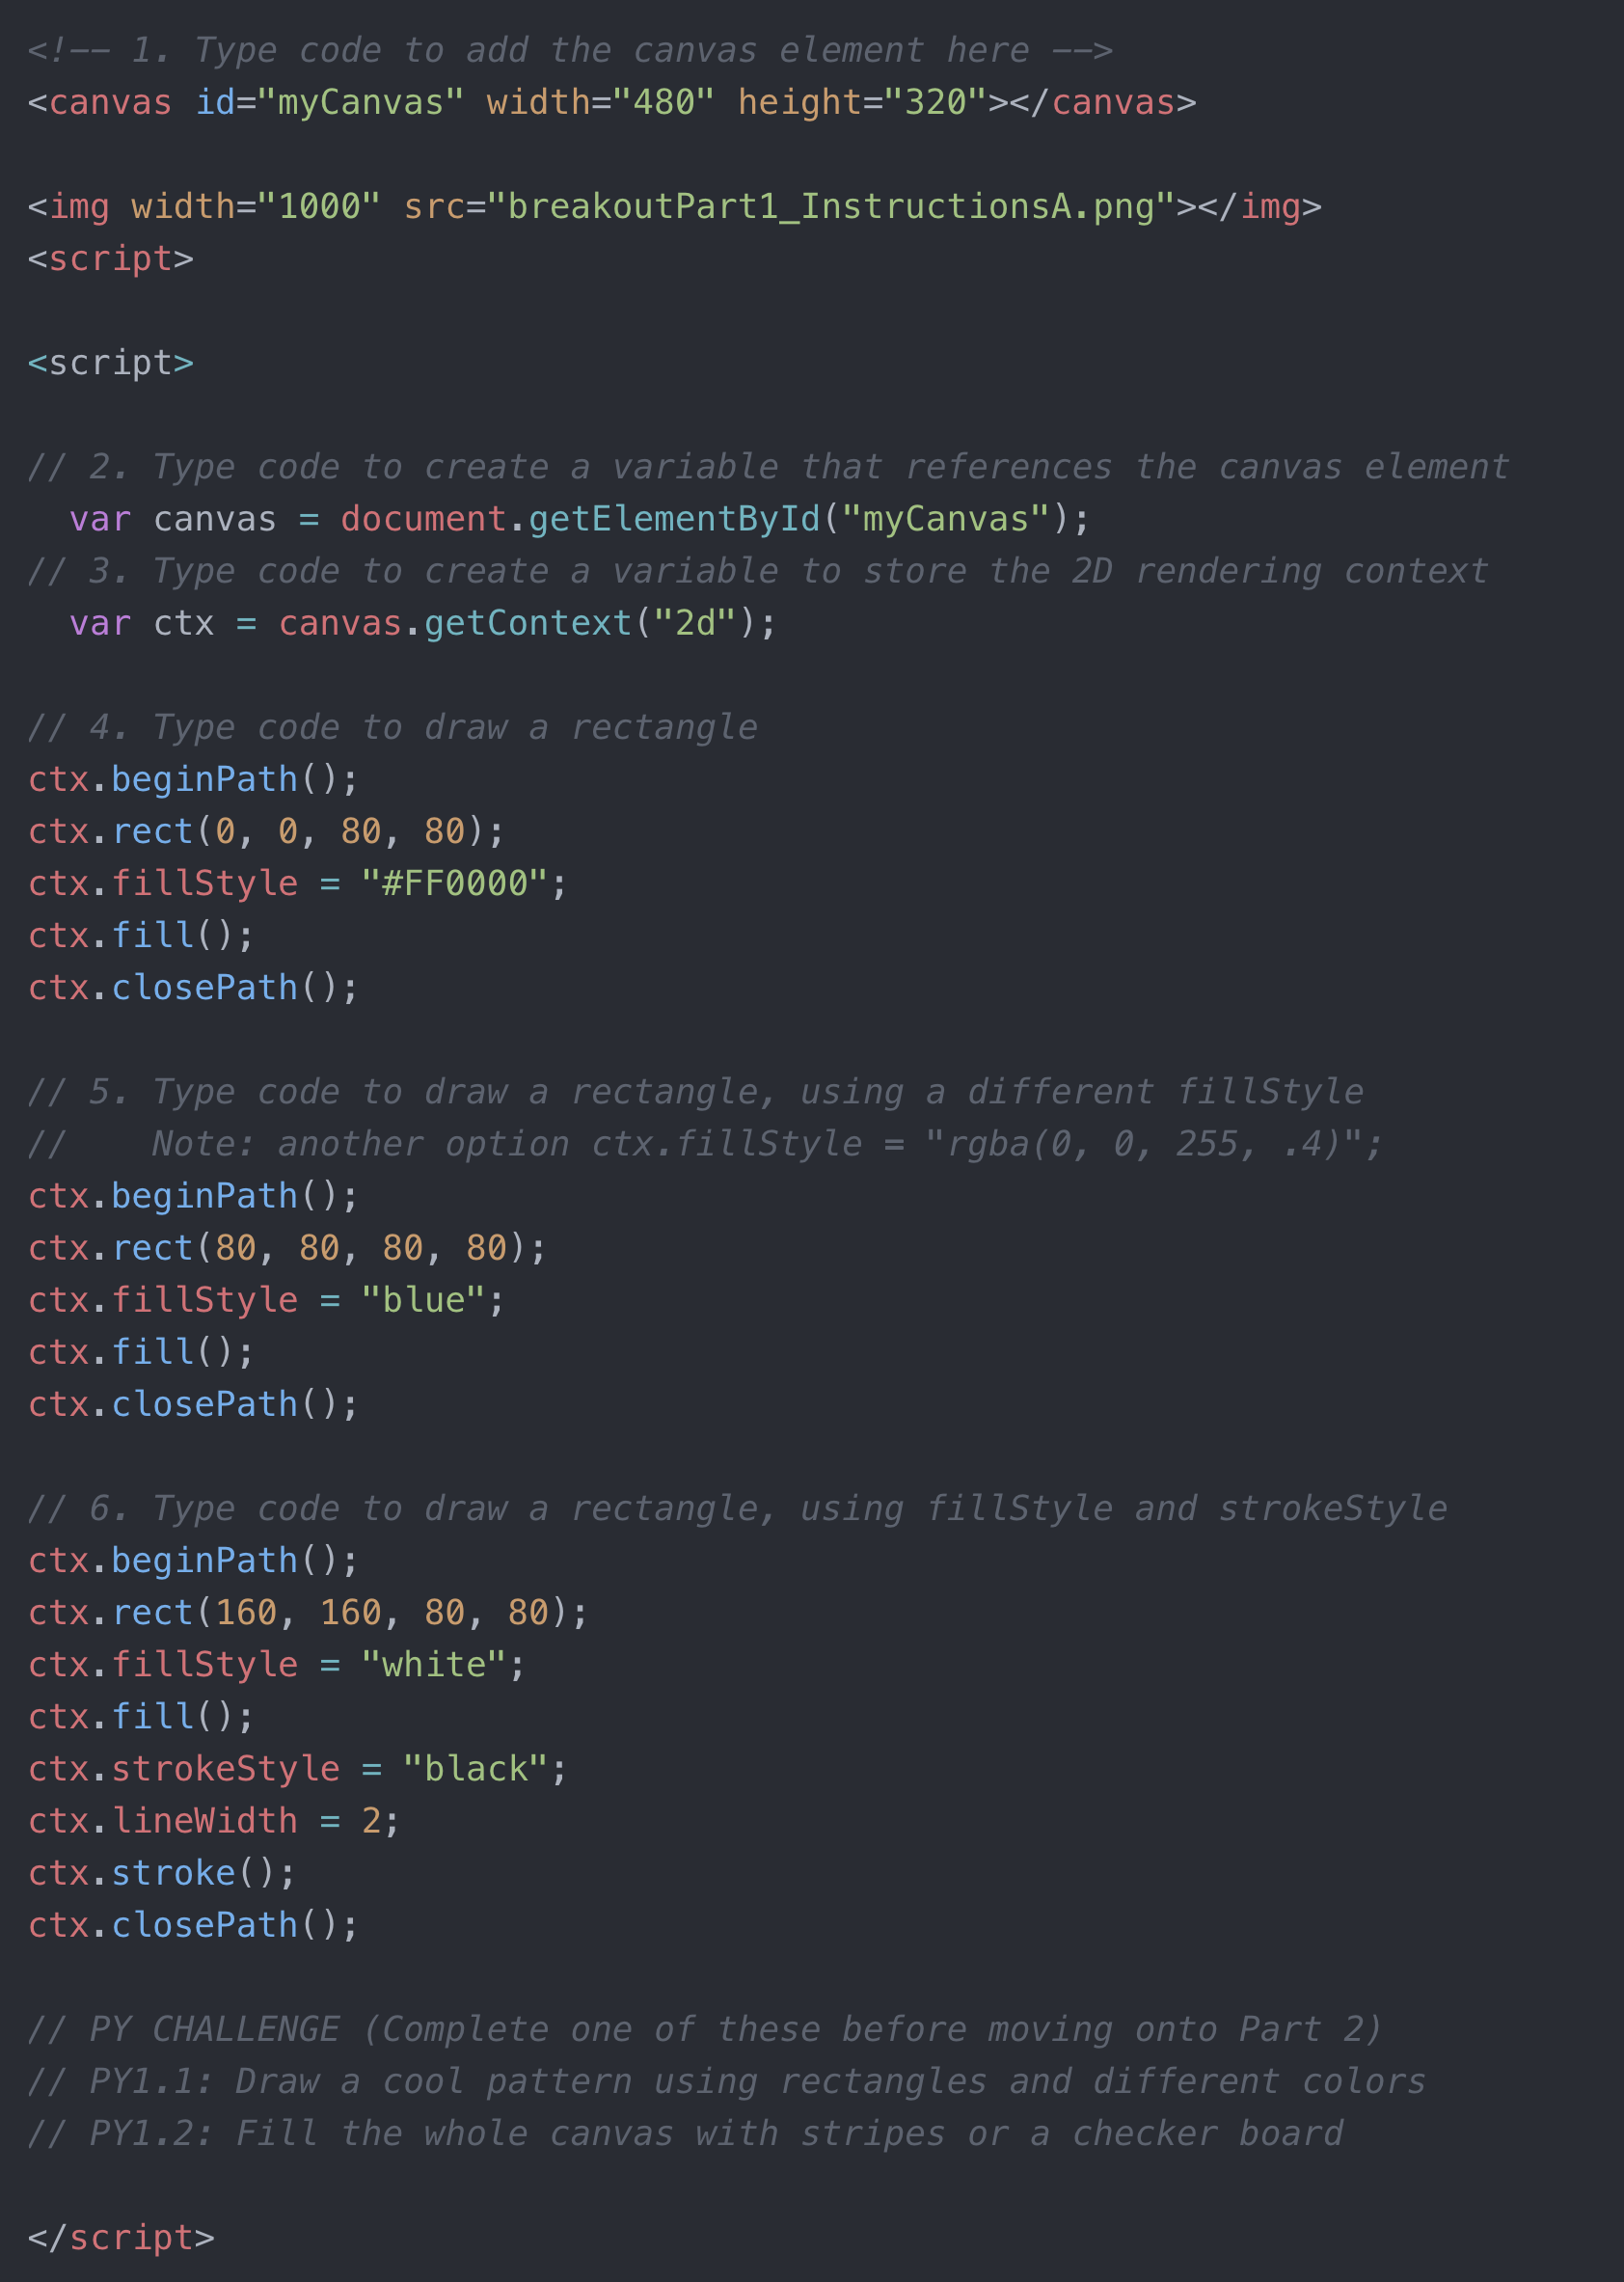 <!-- 1. Type code to add the canvas element here -->
<canvas id="myCanvas" width="480" height="320"></canvas>
<img width="1000" src="breakoutPart1_InstructionsA.png"></img>
<script>
<script>
// 2. Type code to create a variable that references the canvas element
  var canvas = document.getElementById("myCanvas");
// 3. Type code to create a variable to store the 2D rendering context
  var ctx = canvas.getContext("2d");
// 4. Type code to draw a rectangle
ctx.beginPath();
ctx.rect(0, 0, 80, 80);
ctx.fillStyle = "#FF0000";
ctx.fill();
ctx.closePath();
// 5. Type code to draw a rectangle, using a different fillStyle
//    Note: another option ctx.fillStyle = "rgba(0, 0, 255, .4)";
ctx.beginPath();
ctx.rect(80, 80, 80, 80);
ctx.fillStyle = "blue";
ctx.fill();
ctx.closePath();
// 6. Type code to draw a rectangle, using fillStyle and strokeStyle
ctx.beginPath();
ctx.rect(160, 160, 80, 80);
ctx.fillStyle = "white";
ctx.fill();
ctx.strokeStyle = "black";
ctx.lineWidth = 2;
ctx.stroke();
ctx.closePath();
// PY CHALLENGE (Complete one of these before moving onto Part 2)
// PY1.1: Draw a cool pattern using rectangles and different colors
// PY1.2: Fill the whole canvas with stripes or a checker board
</script>